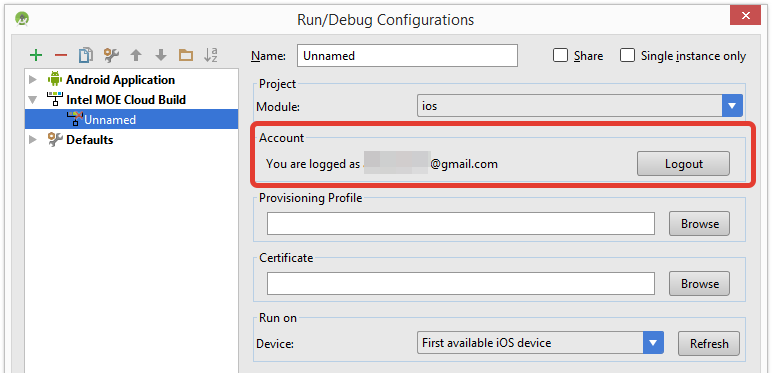 Run/Debug Configurations
Name: Unnamed Share Single instance only
Android Application
Intel MOE Cloud Build
Unnamed
Defaults
Project
Module: ios
Account
You are logged as @gmail.com Logout
Provisioning Profile
Browse
Certificate
Browse
Run on
Device: First available iOS device Refresh